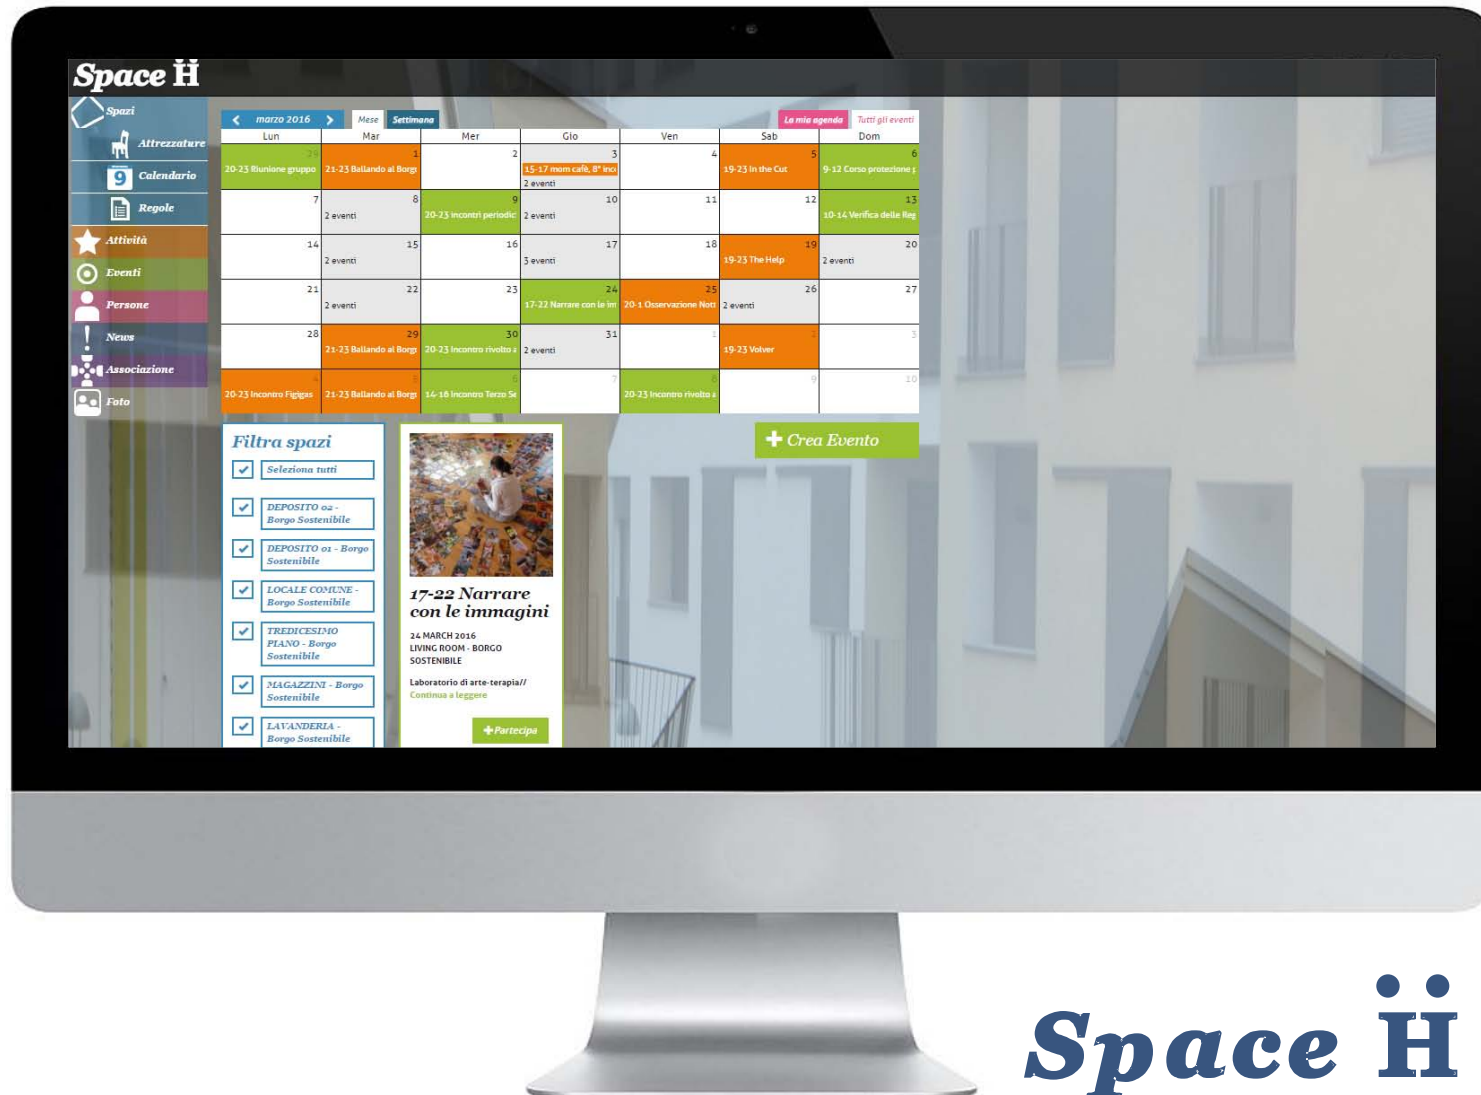 Space H
Spazi
Attrezzature
9 Calendario
Regole
Attività
Eventi
Persone
News
Associazione
Foto
marzo 2016 Mese Settimana La mia agenda Tutti gli eventi
Lun Mar Mer Gio Ven Sab Dom
29 1 2 3 4 5 6
20-23 Riunione gruppo 21-23 Ballando al Borgo 15-17 mom cafè, 8° inco 19-23 In the Cut 9-12 Corso protezione
2 eventi
7 8 9 10 11 12 13
2 eventi 20-23 Incontri periodic 2 eventi 10-14 Verifica delle Reg
14 15 16 17 18 19 20
2 eventi 3 eventi 19-23 The Help 2 eventi
21 22 23 24 25 26 27
2 eventi 17-22 Narrare con le im 20-1 Osservazione Nott 2 eventi
28 29 30 31 1 2 3
21-23 Ballando al Borgo 20-23 Incontro rivolto a 2 eventi 19-23 Volver
4 5 6 7 8 9 10
20-23 Incontro Figigas 21-23 Ballando al Borgo 14-16 Incontro Terzo Se 20-23 Incontro rivolto a
Filtra spazi
Seleziona tutti
DEPOSITO 02 -
Borgo Sostenibile
DEPOSITO 01 - Borgo
Sostenibile
LOCALE COMUNE -
Borgo Sostenibile
TREDICESIMO
PIANO - Borgo
Sostenibile
MAGAZZINI - Borgo
Sostenibile
LAVANDERIA -
Borgo Sostenibile
17-22 Narrare
con le immagini
24 MARCH 2016
LIVING ROOM - BORGO
SOSTENIBILE
Laboratorio di arte-terapia//
Continua a leggere
+Partecipa
+ Crea Evento
Space Ḧ